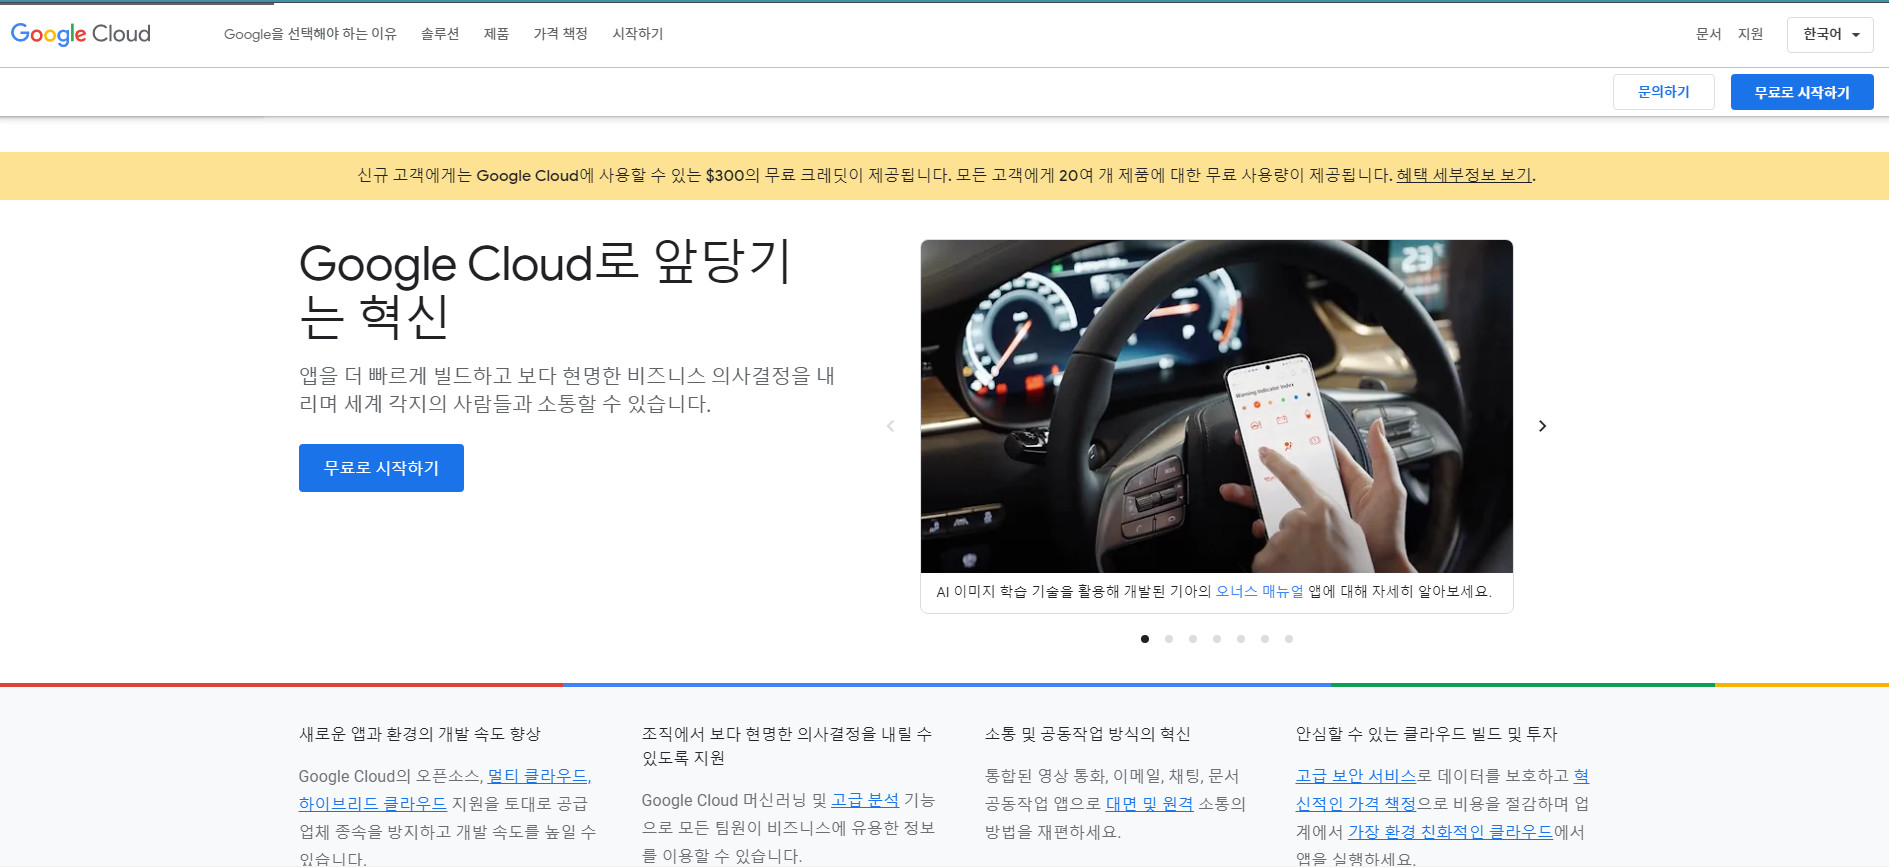 Google Cloud
Google을 선택해야 하는 이유
솔루션
제품
가격 책정
시작하기
문서
지원
한국어
문의하기
무료로 시작하기
신규 고객에게는 Google Cloud에 사용할 수 있는 $300의 무료 크레딧이 제공됩니다. 모든 고객에게 20여 개 제품에 대한 무료 사용량이 제공됩니다. 혜택 세부정보 보기.
Google Cloud로 앞당기
는 혁신
앱을 더 빠르게 빌드하고 보다 현명한 비즈니스 의사결정을 내
리며 세계 각지의 사람들과 소통할 수 있습니다.
무료로 시작하기
23
Warning Indicator Index
AI 이미지 학습 기술을 활용해 개발된 기아의 오너스 매뉴얼 앱에 대해 자세히 알아보세요.
새로운 앱과 환경의 개발 속도 향상
Google Cloud의 오픈소스, 멀티 클라우드,
하이브리드 클라우드 지원을 토대로 공급
업체 종속을 방지하고 개발 속도를 높일 수
있습니다.
조직에서 보다 현명한 의사결정을 내릴 수
있도록 지원
Google Cloud 머신러닝 및 고급 분석 기능
으로 모든 팀원이 비즈니스에 유용한 정보
를 이용할 수 있습니다.
소통 및 공동작업 방식의 혁신
통합된 영상 통화, 이메일, 채팅, 문서
공동작업 앱으로 대면 및 원격 소통의
방법을 재편하세요.
안심할 수 있는 클라우드 빌드 및 투자
고급 보안 서비스로 데이터를 보호하고 혁
신적인 가격 책정으로 비용을 절감하며 업
계에서 가장 환경 친화적인 클라우드에서
앱을 실행하세요.